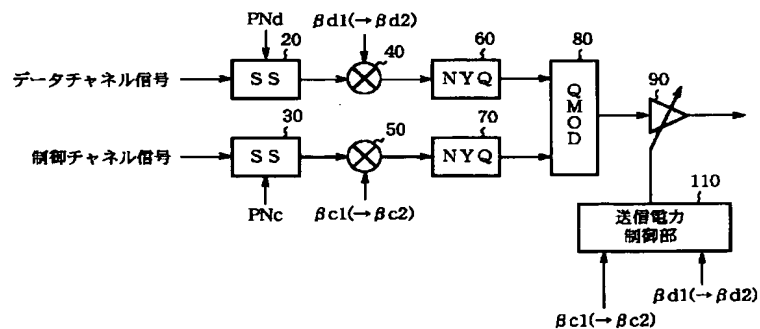 PNd
βd1(→βd2)
20
40
60
80
90
データチャネル信号
SS
NYQ
QMOD
30
50
70
制御チャネル信号
SS
NYQ
110
PNc
βc1(→βc2)
送信電力
制御部
βd1(→βd2)
βc1(→βc2)